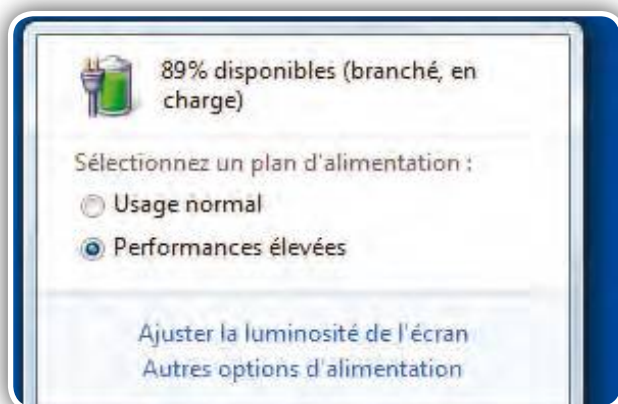 89% disponibles (branché, en
charge)
Sélectionnez un plan d'alimentation :
Usage normal
Performances élevées
Ajuster la luminosité de l'écran
Autres options d'alimentation